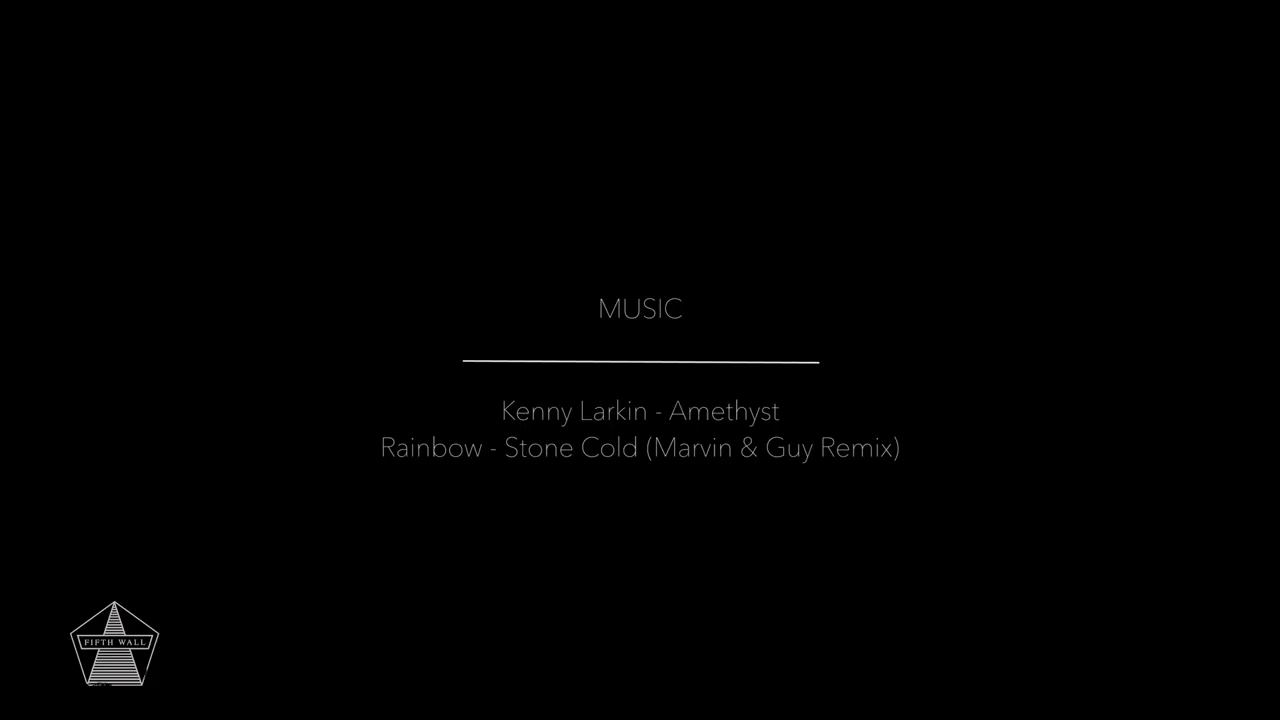 MUSIC
Kenny Larkin - Amethyst
Rainbow - Stone Cold (Marvin & Guy Remix)
FIFTH WALL